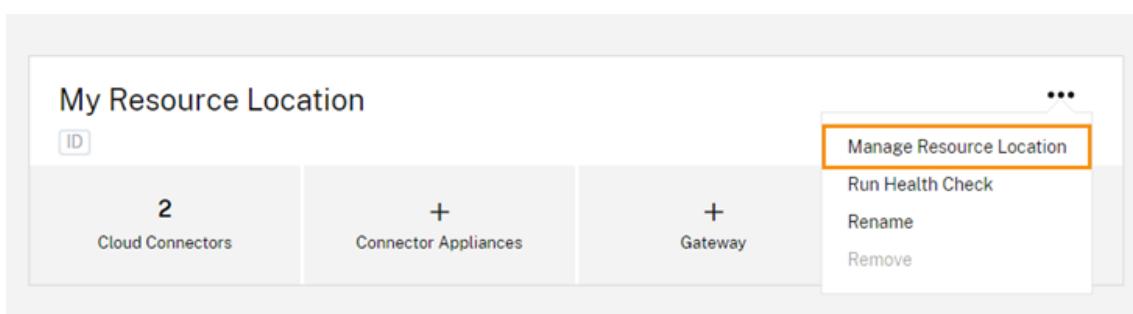 My Resource Location
•••
ID
Manage Resource Location
Run Health Check
Rename
Remove
2
Cloud Connectors
+
Connector Appliances
+
Gateway